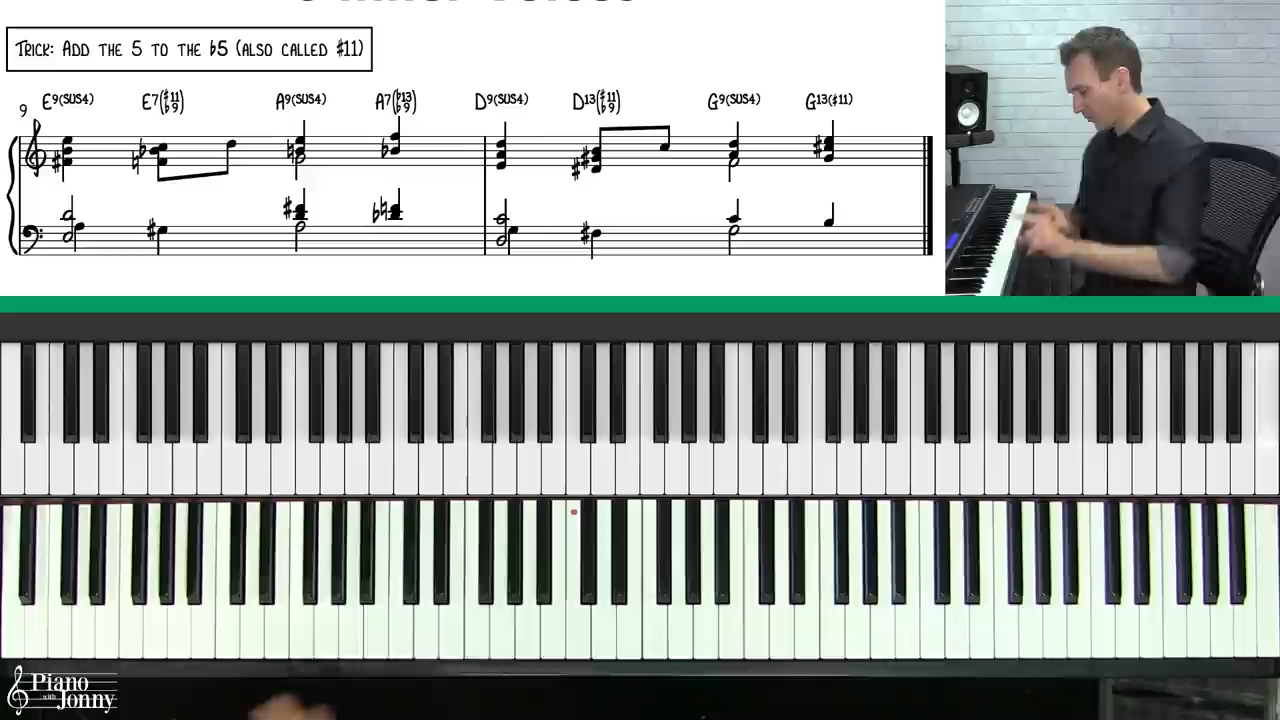 TRICK: ADD THE 5 TO THE ♭5 (ALSO CALLED ♯11)
9
E9(SUS4) E7(♯11 ♭9) A9(SUS4) A7(♭13 ♭9) D9(SUS4) D13(♯11 ♭9) G9(SUS4) G13(♯11)
Piano
with
Jonny